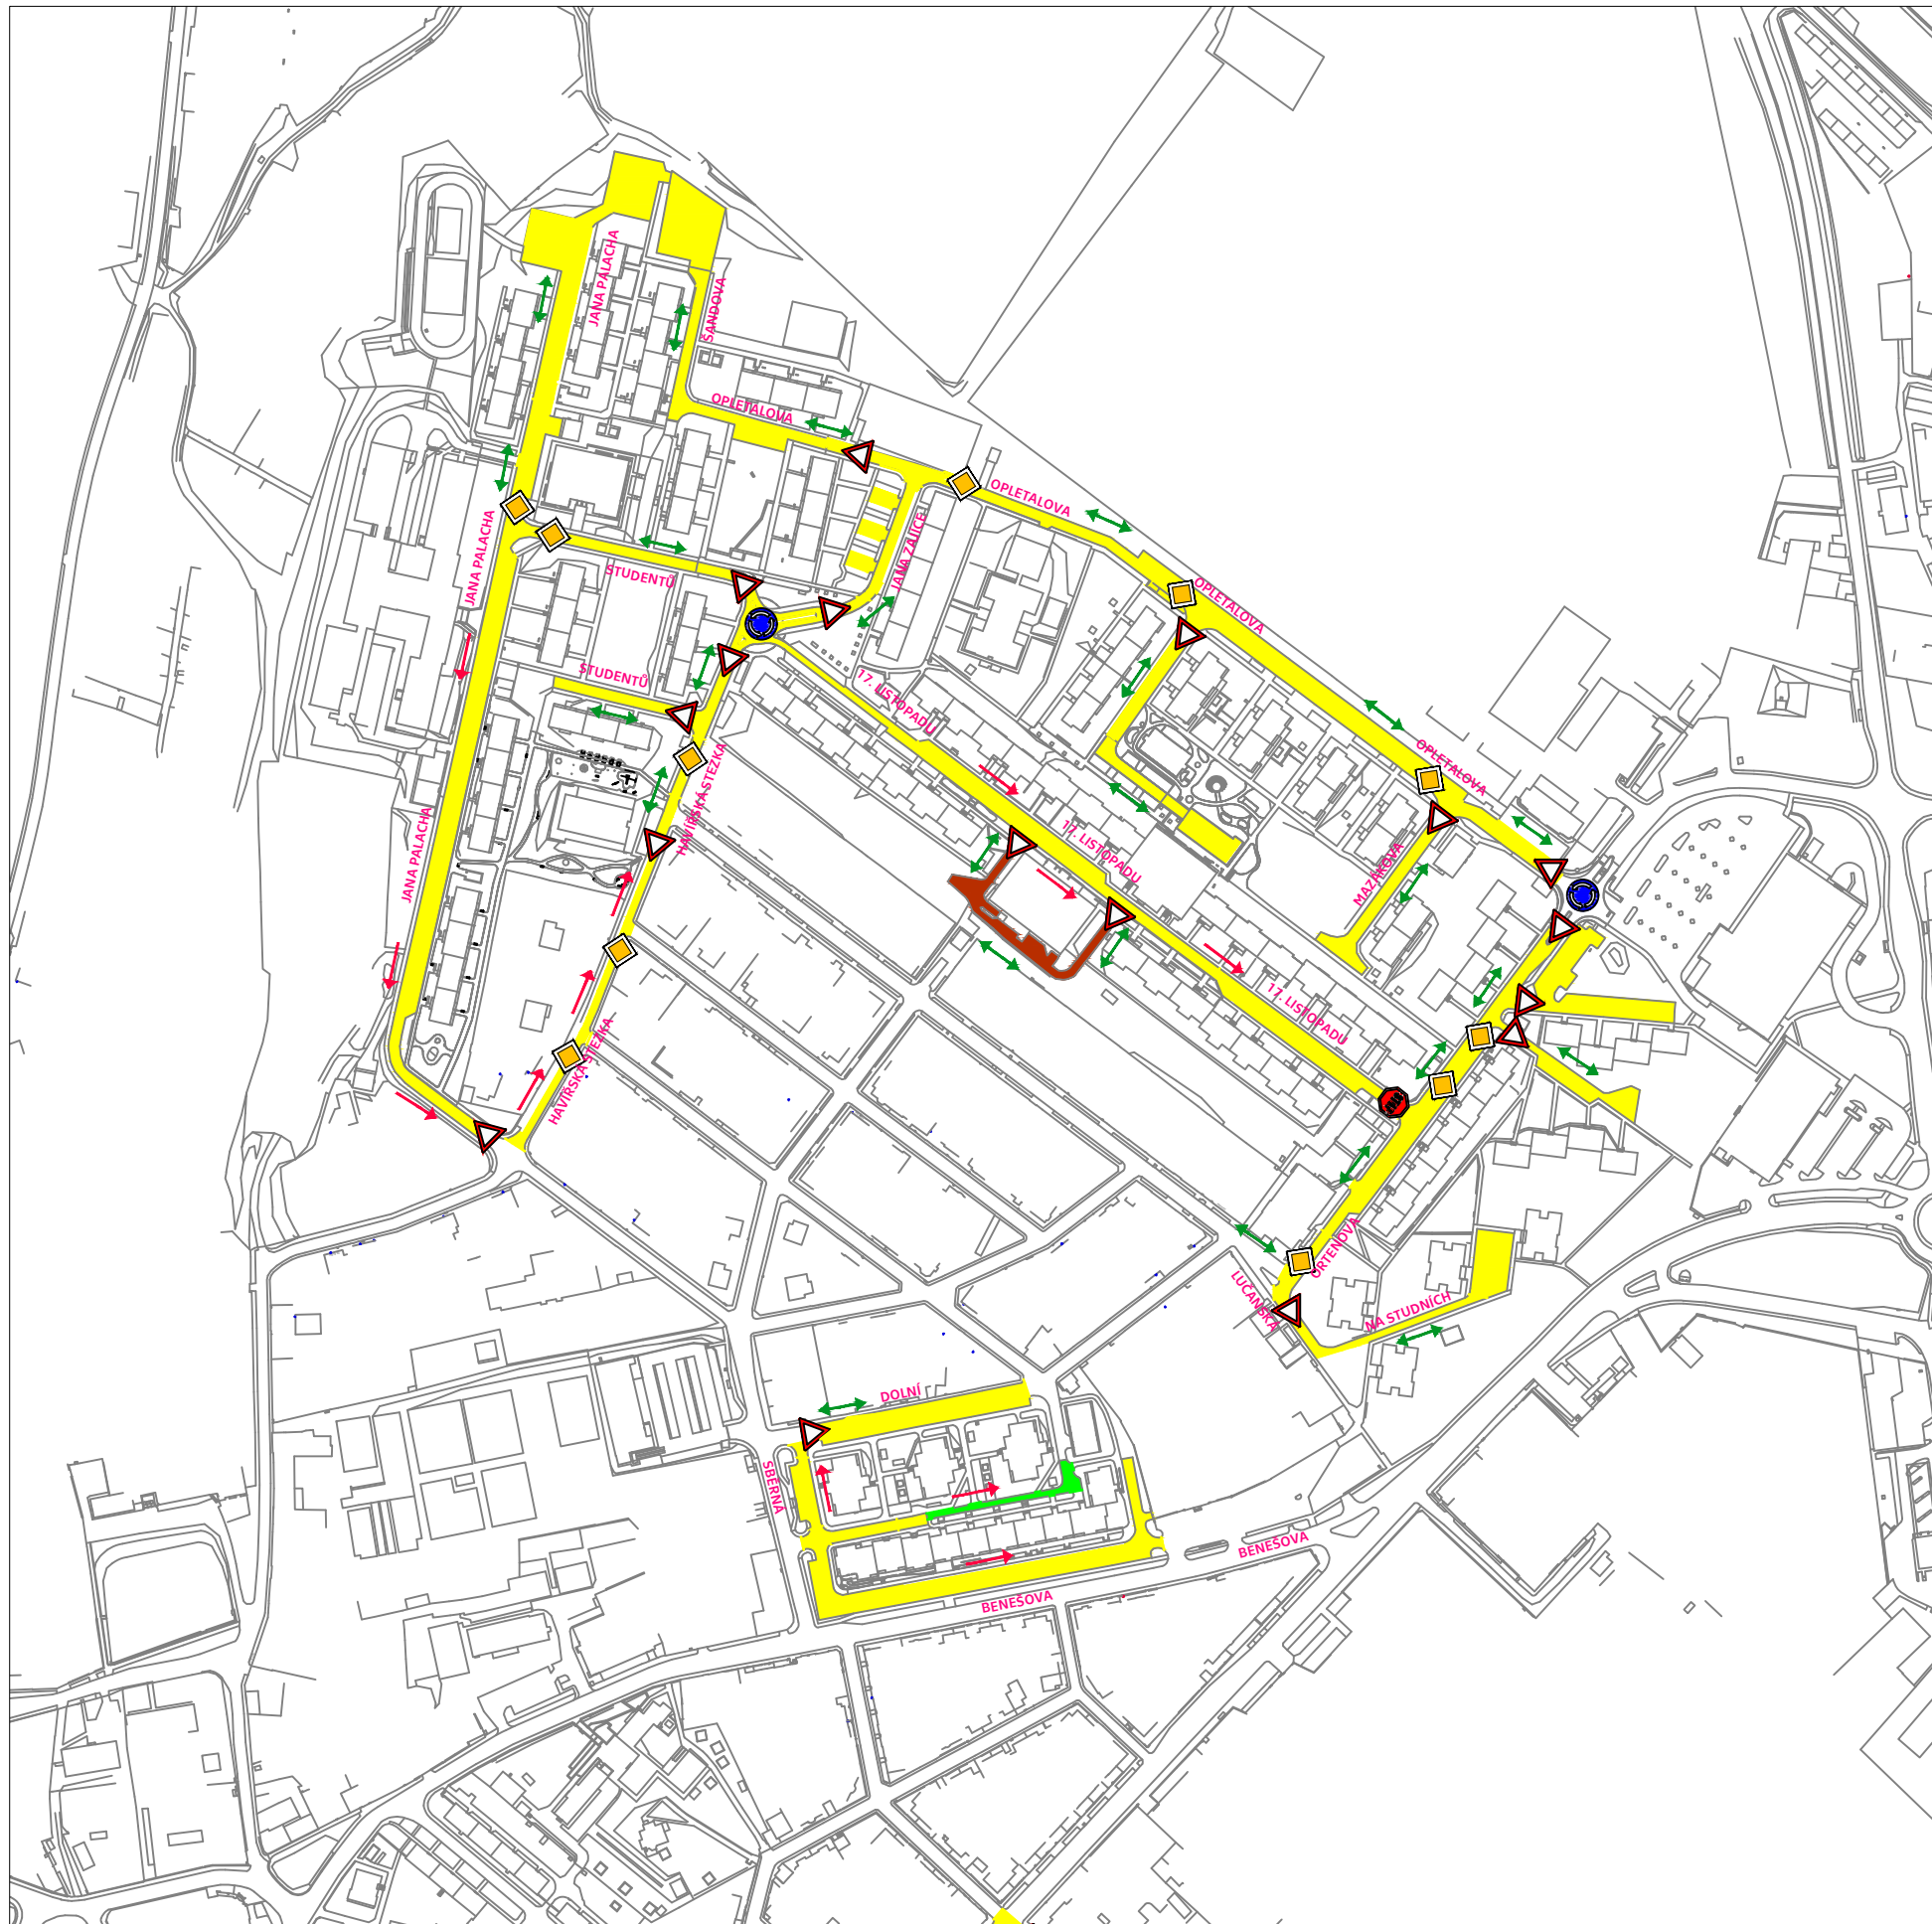 JANA PALACHA
ŠANDOVA
OPLETALOVA
OPLETALOVA
JANA PALACHA
JANA ZAJÍCE
STUDENTŮ
OPLETALOVA
STUDENTŮ
17. LISTOPADU
HAVÍŘSKÁ STEZKA
OPLETALOVA
JANA PALACHA
17. LISTOPADU
MAZÁKOVA
17. LISTOPADU
HAVÍŘSKÁ STEZKA
ORTENOVA
LUČANSKÁ
NA STUDNÍCH
DOLNÍ
SBĚRNÁ
BENEŠOVA
BENEŠOVA